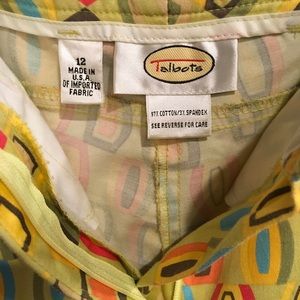 12
MADE IN
U.S.A.
OF IMPORTED
FABRIC
Talbots
97% COTTON/3% SPANDEX
SEE REVERSE FOR CARE